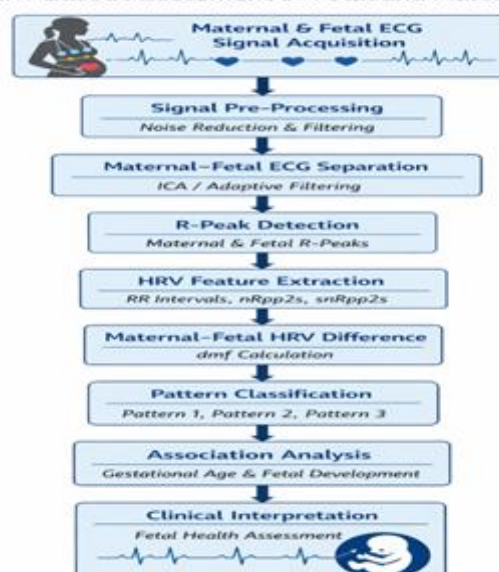 Maternal & Fetal ECG
Signal Acquisition
Signal Pre-Processing
Noise Reduction & Filtering
Maternal–Fetal ECG Separation
ICA / Adaptive Filtering
R-Peak Detection
Maternal & Fetal R-Peaks
HRV Feature Extraction
RR Intervals, nRpp2s, snRpp2s
Maternal–Fetal HRV Difference
dmf Calculation
Pattern Classification
Pattern 1, Pattern 2, Pattern 3
Association Analysis
Gestational Age & Fetal Development
Clinical Interpretation
Fetal Health Assessment